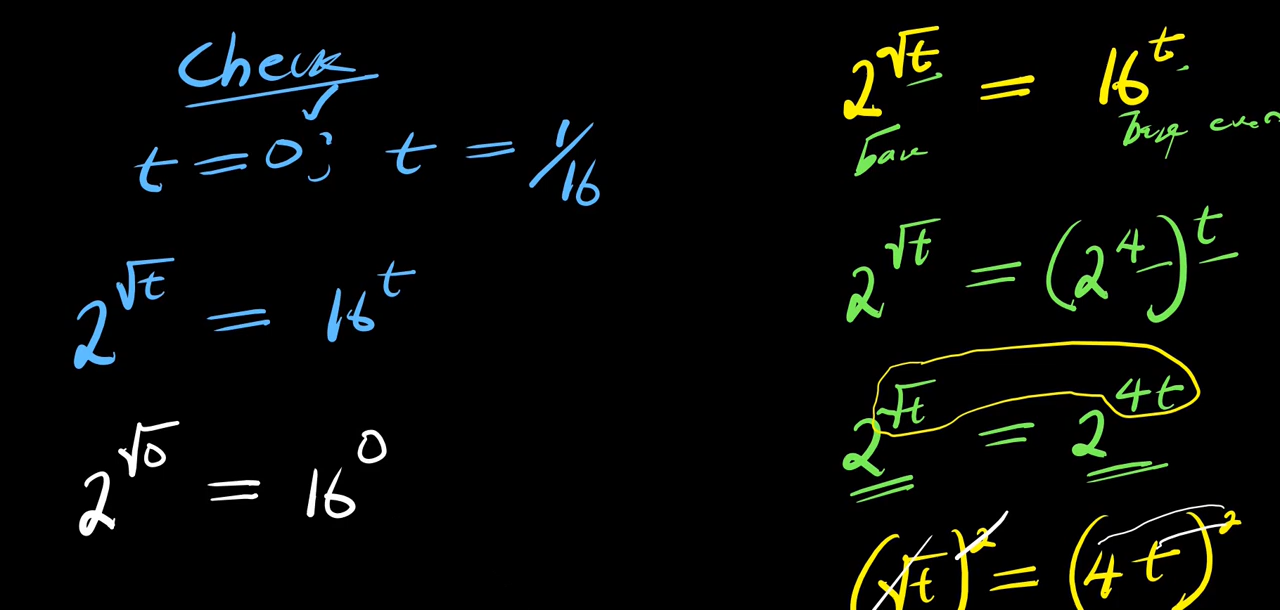 Check
t = 0; t = 1/16
2^√t = 16^t
2^√0 = 16^0
2^√t = 16^t
base
2^√t = (2^4)^t
2^√t = 2^4t
(√t)^2 = (4t)^2